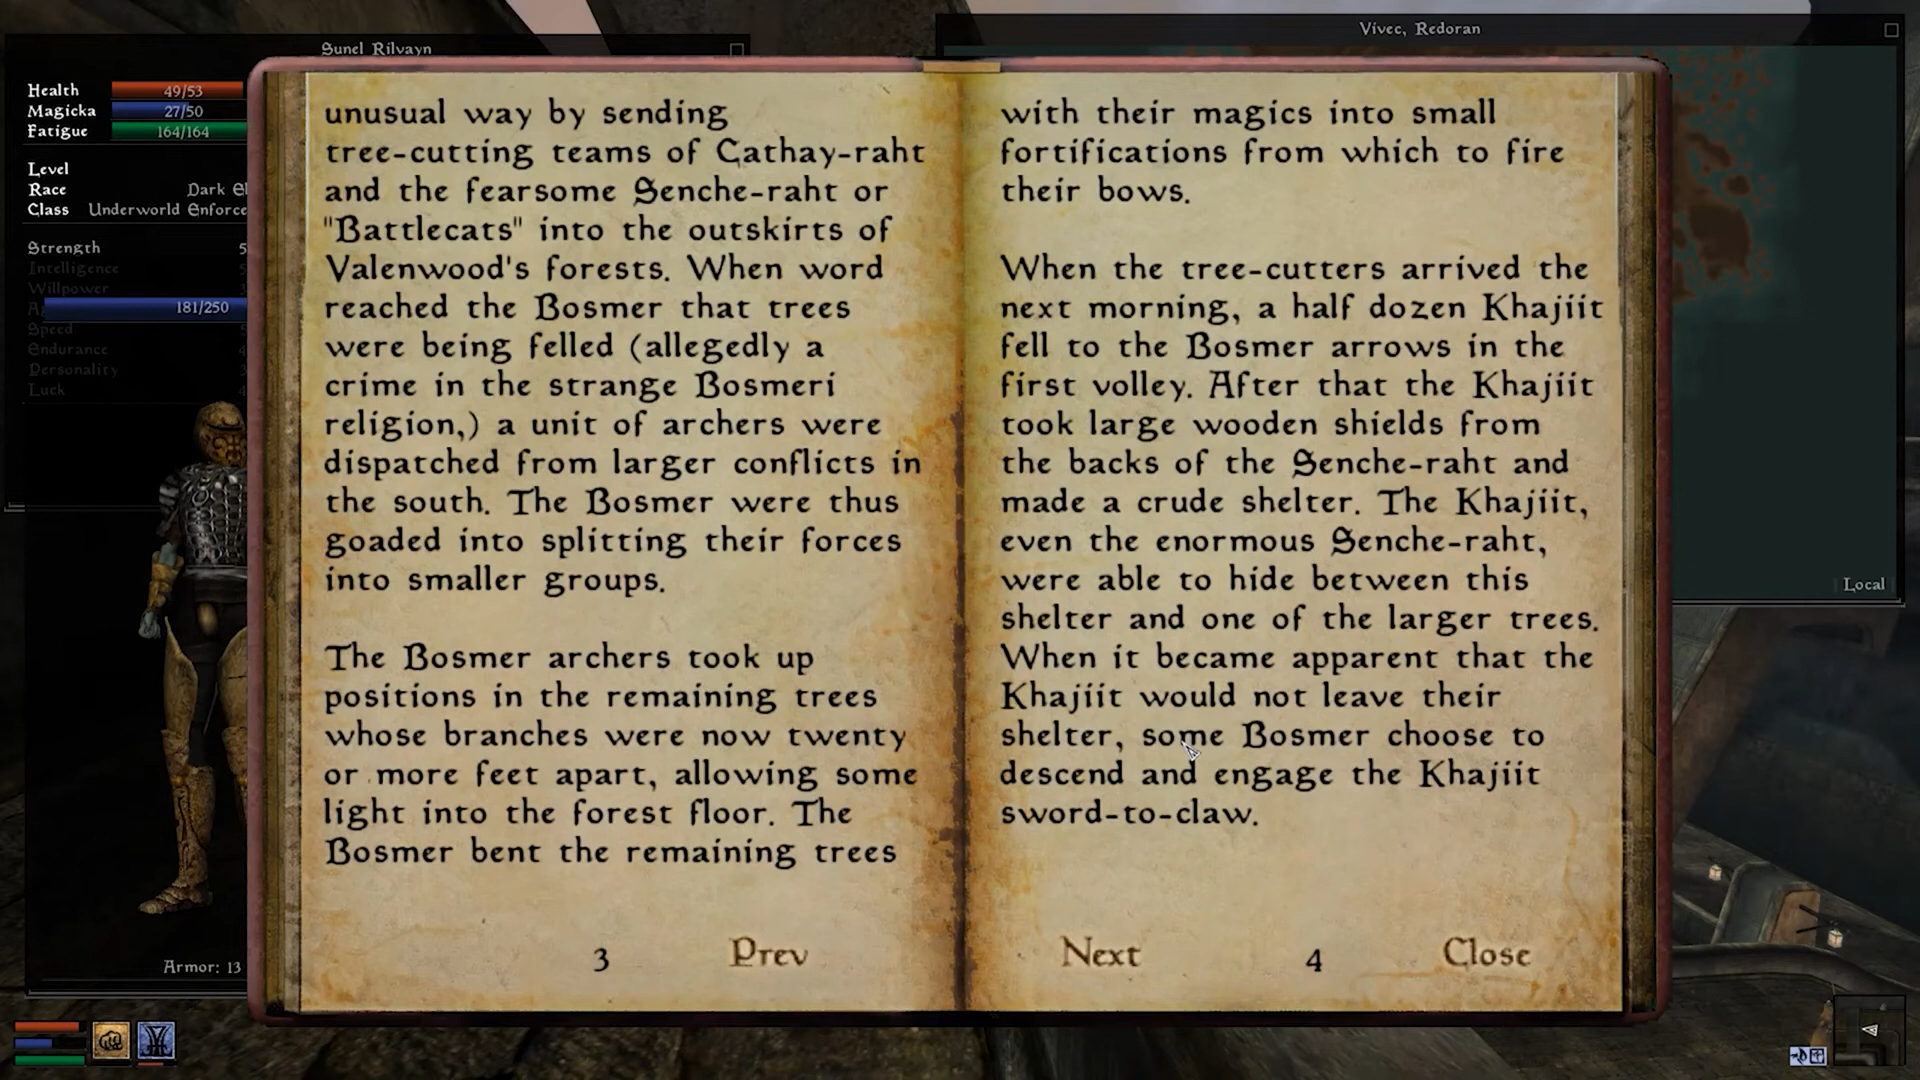 Sunel Rilvayn
Health 49/53
Magicka 27/50
Fatigue 164/164
Level
Race Dark El
Class Underworld Enforce
Strength 5
Intelligence
Willpower
181/250
Speed
Endurance
Personality
Luck
Armor: 13
unusual way by sending
tree-cutting teams of Cathay-raht
and the fearsome Senche-raht or
"Battlecats" into the outskirts of
Valenwood's forests. When word
reached the Bosmer that trees
were being felled (allegedly a
crime in the strange Bosmeri
religion,) a unit of archers were
dispatched from larger conflicts in
the south. The Bosmer were thus
goaded into splitting their forces
into smaller groups.
The Bosmer archers took up
positions in the remaining trees
whose branches were now twenty
or more feet apart, allowing some
light into the forest floor. The
Bosmer bent the remaining trees
3 Prev
with their magics into small
fortifications from which to fire
their bows.
When the tree-cutters arrived the
next morning, a half dozen Khajiit
fell to the Bosmer arrows in the
first volley. After that the Khajiit
took large wooden shields from
the backs of the Senche-raht and
made a crude shelter. The Khajiit,
even the enormous Senche-raht,
were able to hide between this
shelter and one of the larger trees.
When it became apparent that the
Khajiit would not leave their
shelter, some Bosmer choose to
descend and engage the Khajiit
sword-to-claw.
Next 4 Close
Vivec, Redoran
Local